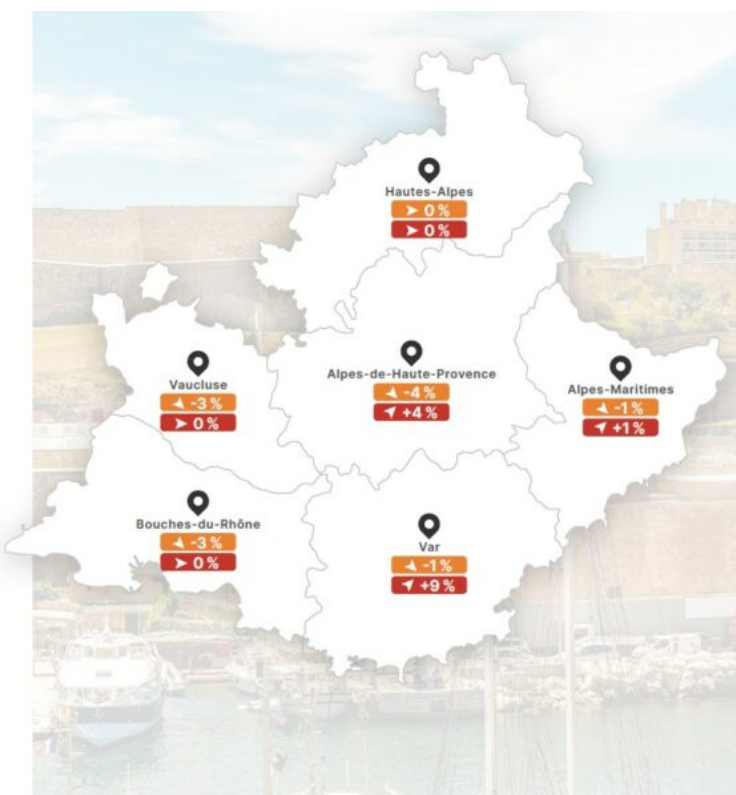 Hautes-Alpes
0 %
0 %
Alpes-de-Haute-Provence
-4 %
+4 %
Vaucluse
-3 %
0 %
Alpes-Maritimes
-1 %
+1 %
Bouches-du-Rhône
-3 %
0 %
Var
-1 %
+9 %